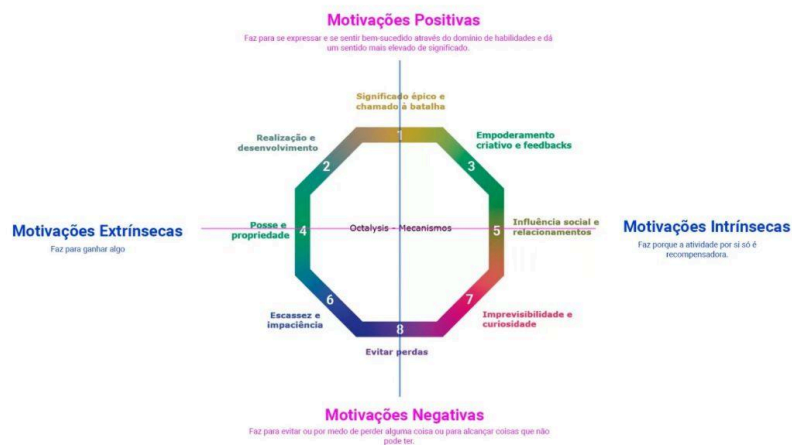 Motivações Positivas
Faz para se expressar e se sentir bem-sucedido através do domínio de habilidades e dá
um sentido mais elevado de significado.
Significado épico e
chamado à batalha
1
Realização e
desenvolvimento
2
Empoderamento
criativo e feedbacks
3
Motivações Extrínsecas
Faz para ganhar algo
Posse e
propriedade
4
Octalysis - Mecanismos
5
Influência social e
relacionamentos
Motivações Intrínsecas
Faz porque a atividade por si só é
recompensadora.
6
Escassez e
impaciência
7
Imprevisibilidade e
curiosidade
8
Evitar perdas
Motivações Negativas
Faz para evitar ou por medo de perder alguma coisa ou para alcançar coisas que não
pode ter.